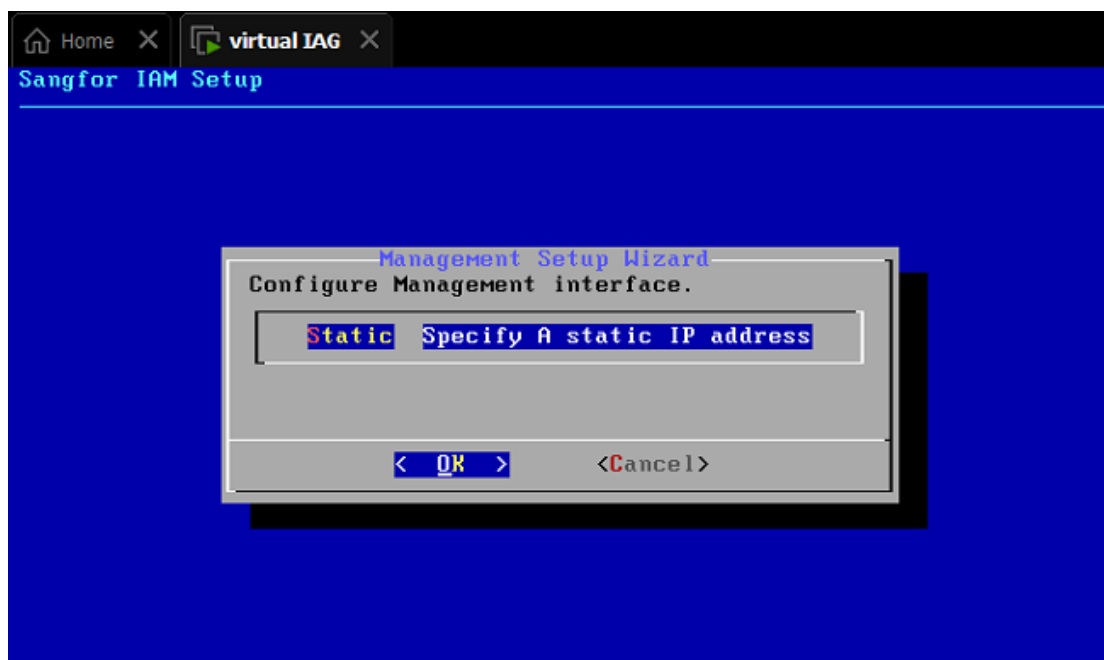 Home
virtual IAG
Sangfor IAM Setup
Management Setup Wizard
Configure Management interface.
Static Specify A static IP address
< OK > <Cancel>